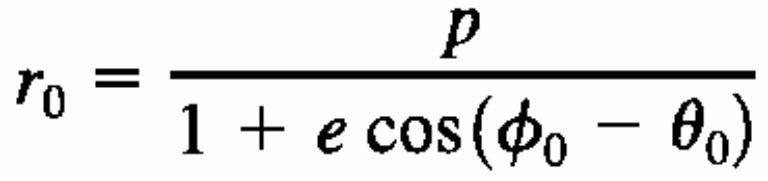 r₀ = p / (1 + e cos(ϕ₀ − θ₀))